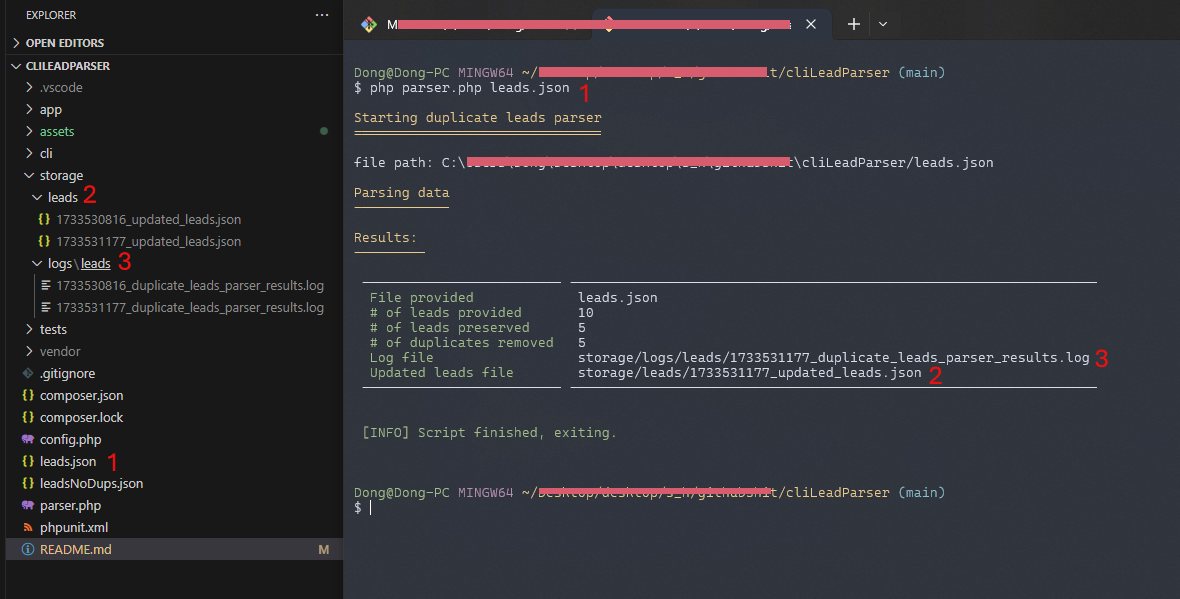 EXPLORER
OPEN EDITORS
CLILEADPARSER
.vscode
app
assets
cli
storage
leads 2
1733530816_updated_leads.json
1733531177_updated_leads.json
logs\leads 3
1733530816_duplicate_leads_parser_results.log
1733531177_duplicate_leads_parser_results.log
tests
vendor
.gitignore
composer.json
composer.lock
config.php
leads.json 1
leadsNoDups.json
parser.php
phpunit.xml
README.md M
M
Dong@Dong-PC MINGW64 ~/ t/cliLeadParser (main)
$ php parser.php leads.json 1
Starting duplicate leads parser
file path: C:\ t\cliLeadParser/leads.json
Parsing data
Results:
File provided leads.json
# of leads provided 10
# of leads preserved 5
# of duplicates removed 5
Log file storage/logs/leads/1733531177_duplicate_leads_parser_results.log 3
Updated leads file storage/leads/1733531177_updated_leads.json 2
[INFO] Script finished, exiting.
Dong@Dong-PC MINGW64 ~/ t/cliLeadParser (main)
$